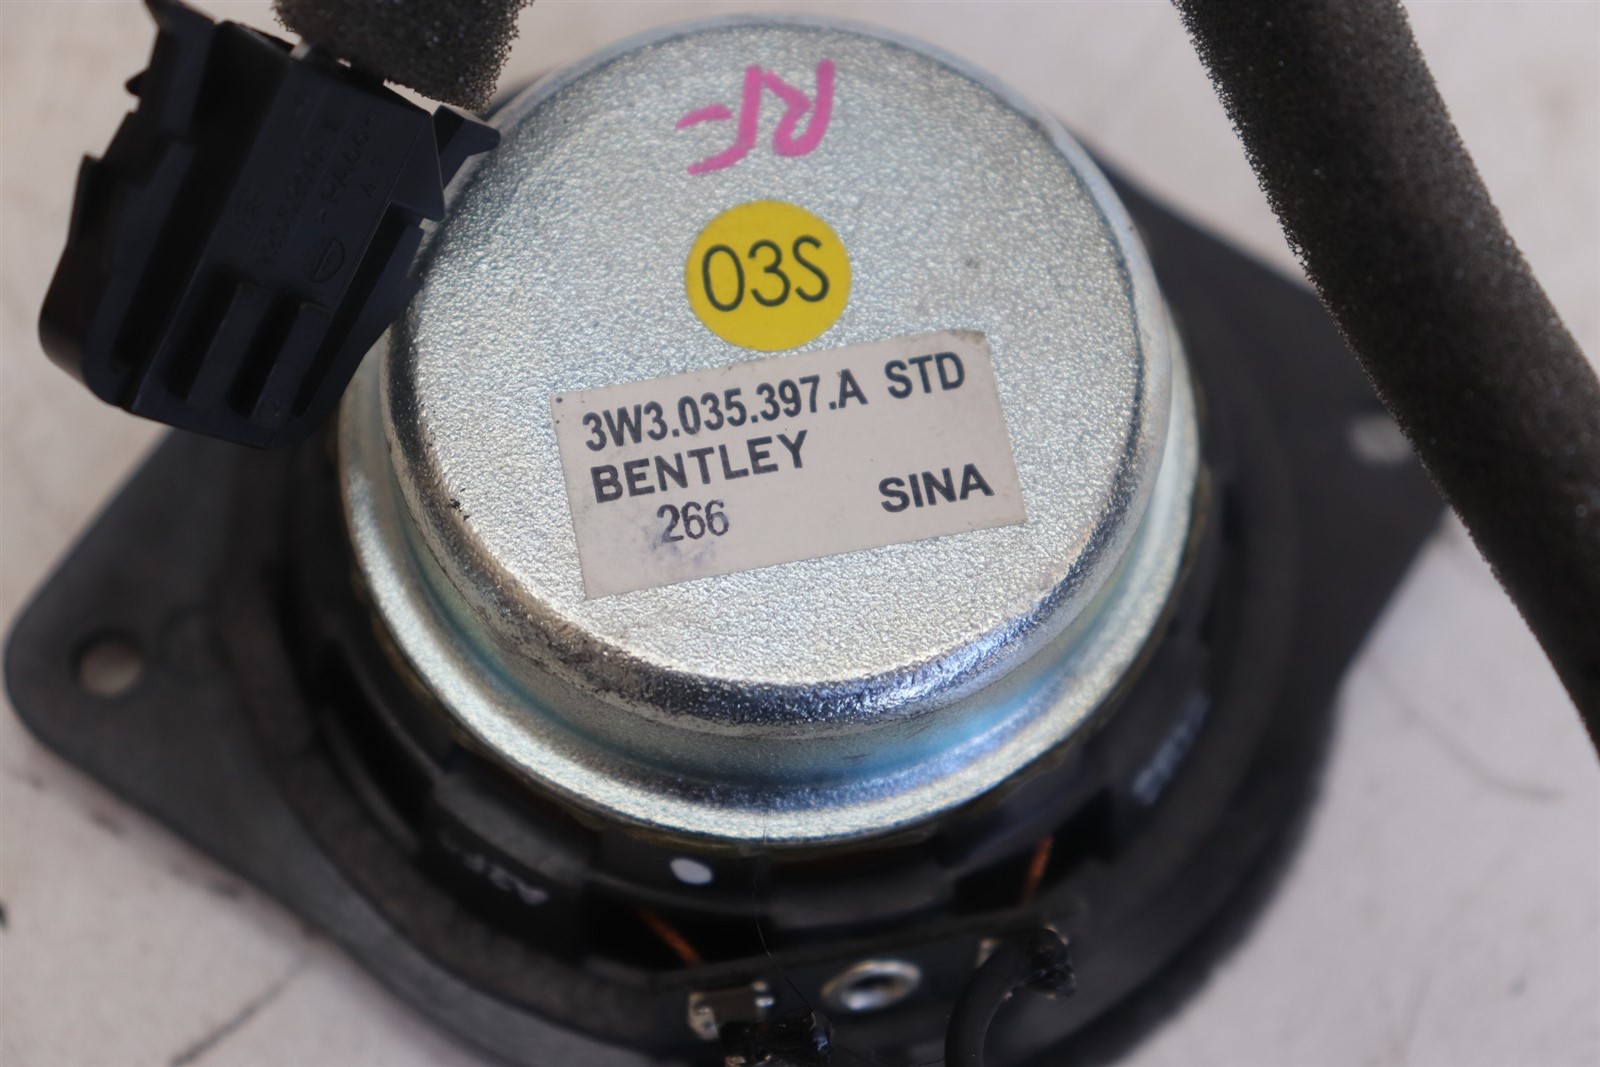 RF
03S
3W3.035.397.A STD
BENTLEY
266 SINA